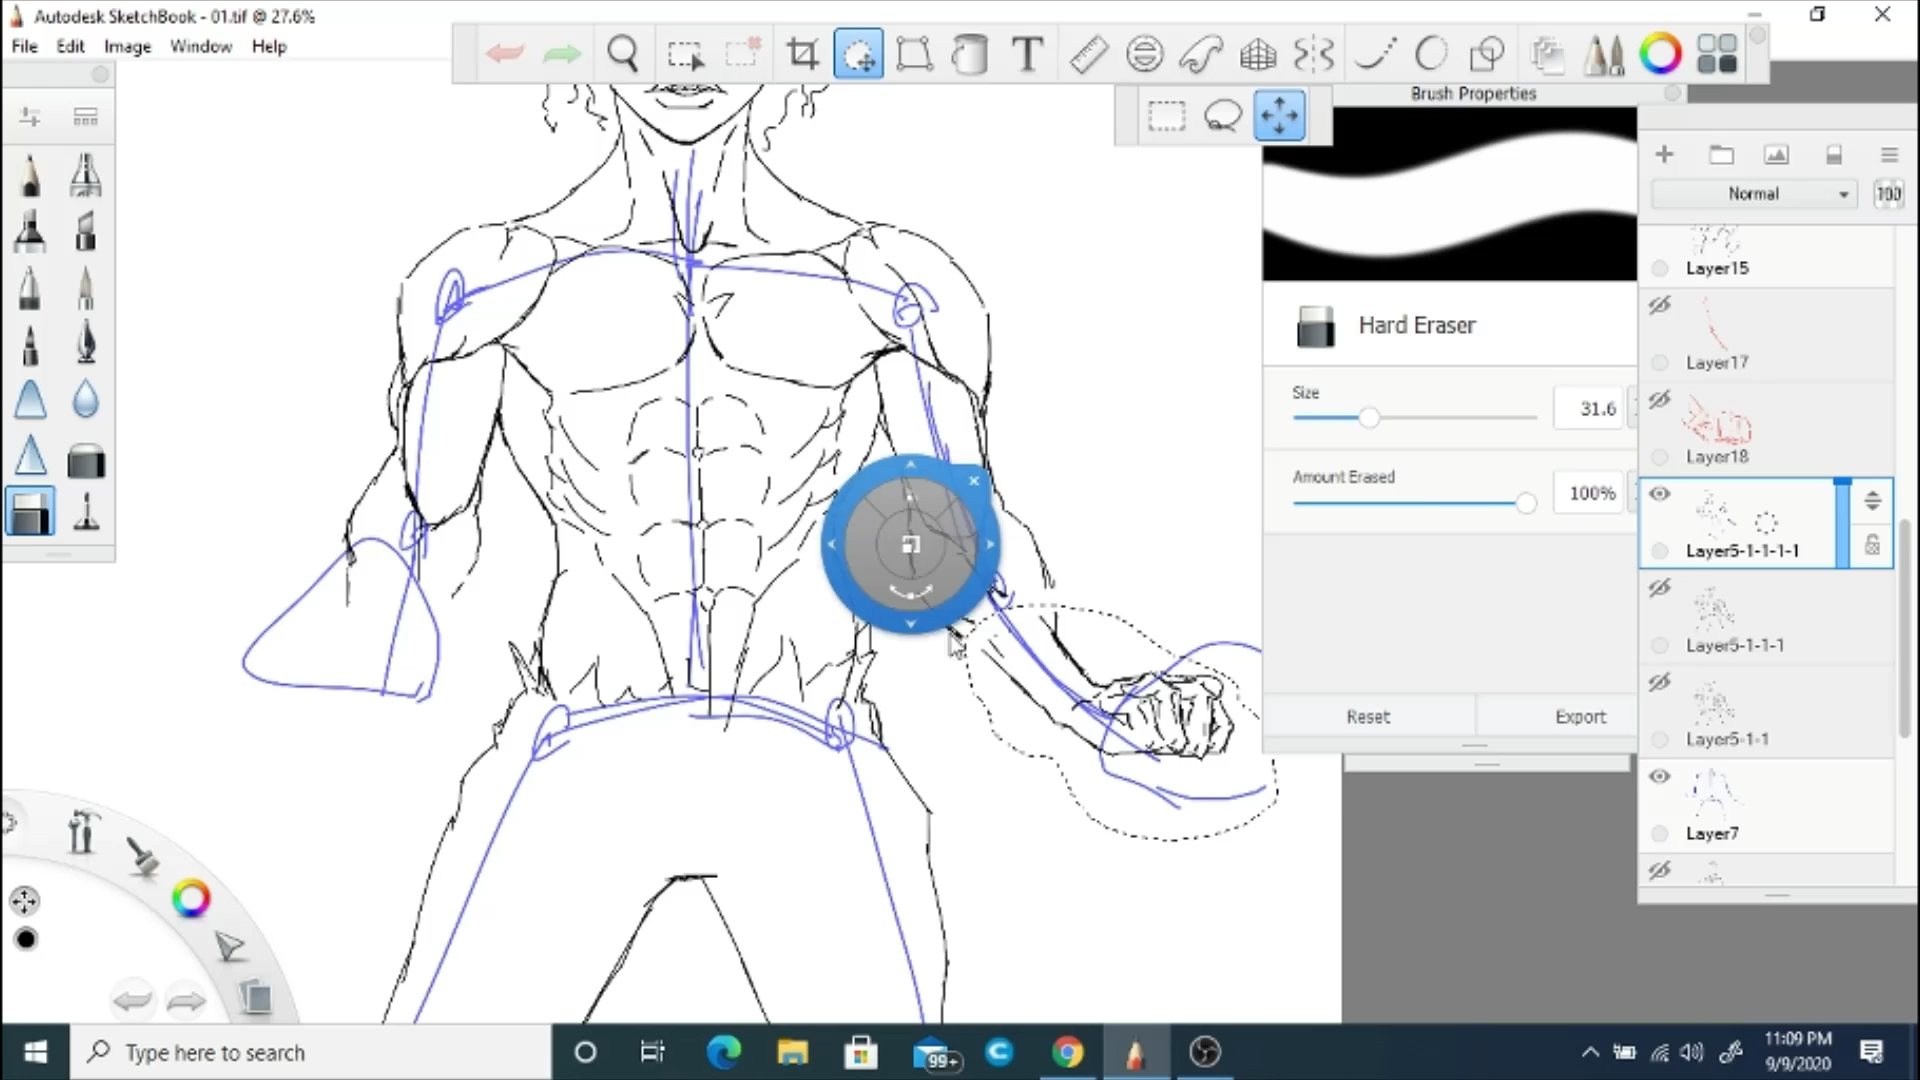 Autodesk SketchBook - 01.tif @ 27.6%
File Edit Image Window Help
T
Brush Properties
Normal 100
Layer15
Hard Eraser
Layer17
Size 31.6
Layer18
Amount Erased 100%
Layer5-1-1-1-1
Layer5-1-1-1
Reset Export
Layer5-1-1
Layer7
Type here to search
99+
11:09 PM
9/9/2020